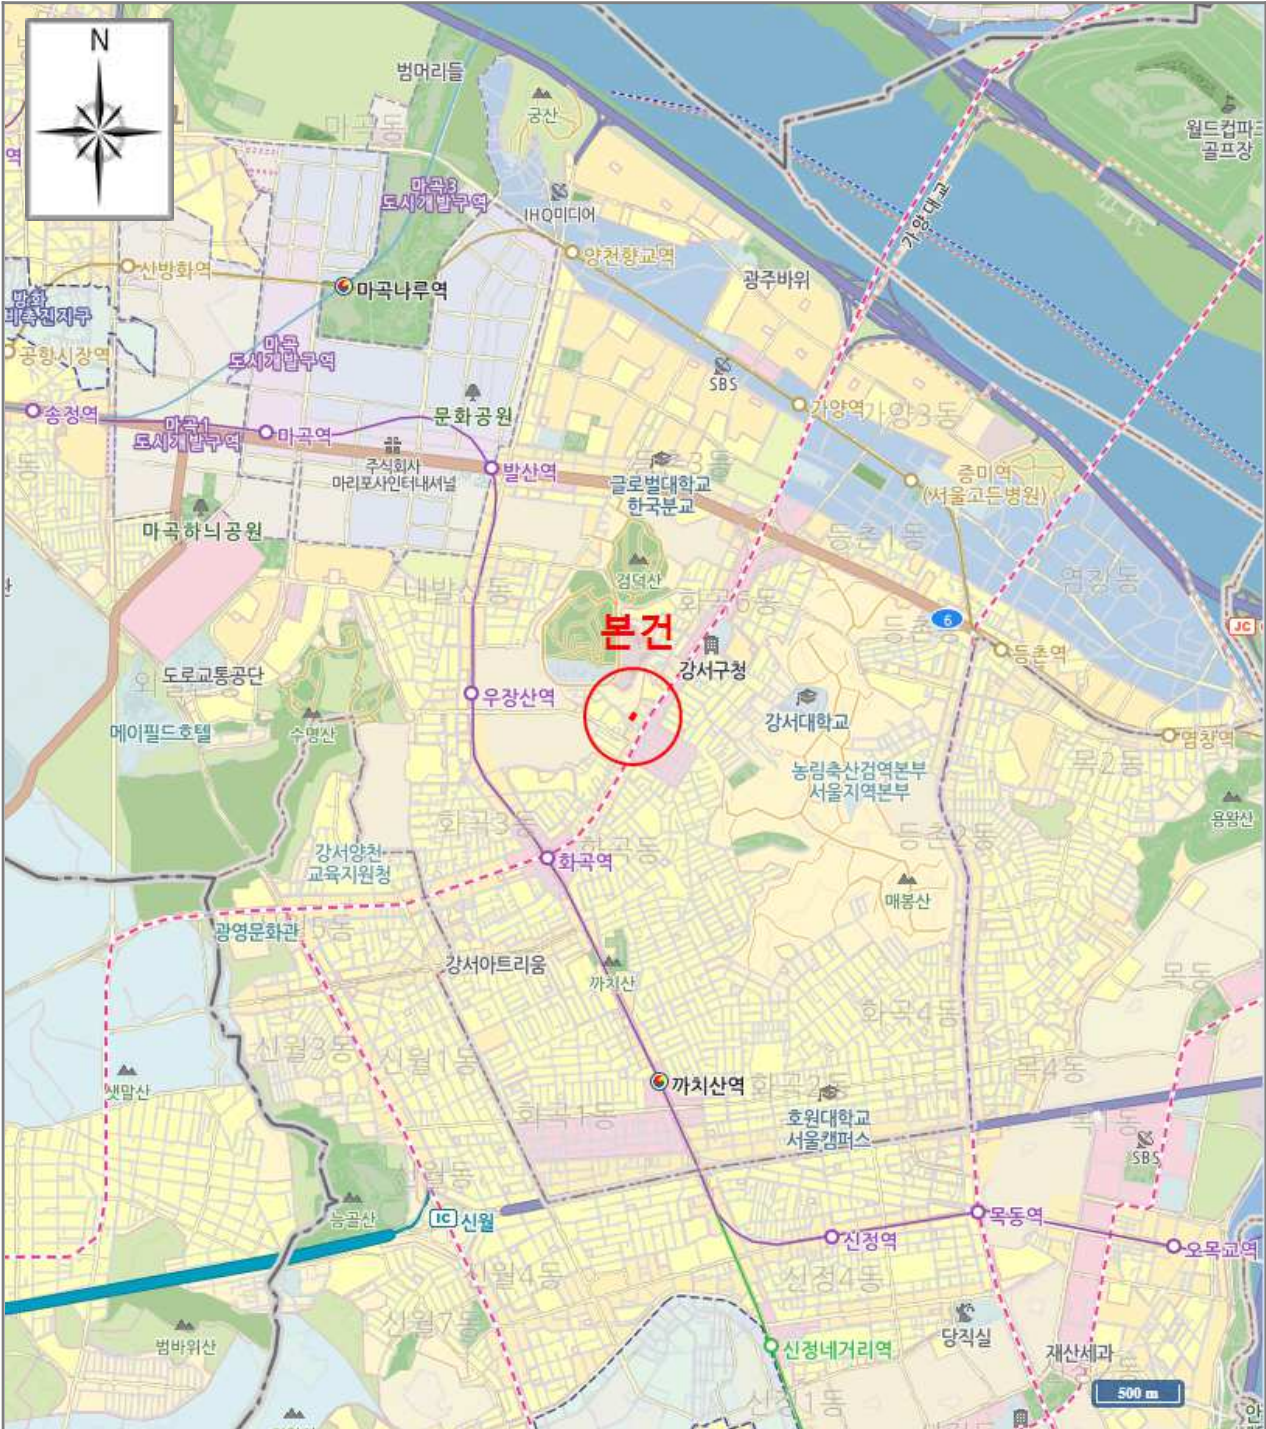 N
범머리들
궁산
월드컵파크
골프장
마곡동
마곡3
도시개발구역
IHQ미디어
가양대교
신방화역
양천향교역
마곡나루역
광주바위
방화
공항시장역
마곡
도시개발구역
SBS
송정역
문화공원
가양역
가양3동
마곡1
도시개발구역
마곡역
주식회사
마리포사인터내셔널
발산역
등촌3동
글로벌대학교
한국분교
증미역
(서울고든병원)
마곡하늬공원
등촌1동
검덕산
내발산동
화곡6동
염창동
본건
6
JC
강서구청
등촌역
도로교통공단
우장산역
강서대학교
메이필드호텔
수명산
염창역
농림축산검역본부
서울지역본부
목2동
용왕산
화곡3동
화곡동
등촌2동
강서양천
교육지원청
화곡역
매봉산
광영문화관
강서아트리움
까치산
목동
화곡4동
신월3동
신월1동
목4동
샛말산
까치산역
화곡2동
화곡1동
호원대학교
서울캠퍼스
목1동
SBS
신월동
능골산
IC
신월
목동역
신정역
오목교역
신월4동
신정4동
신월7동
범바위산
당직실
신정네거리역
재산세과
500 m
신정1동